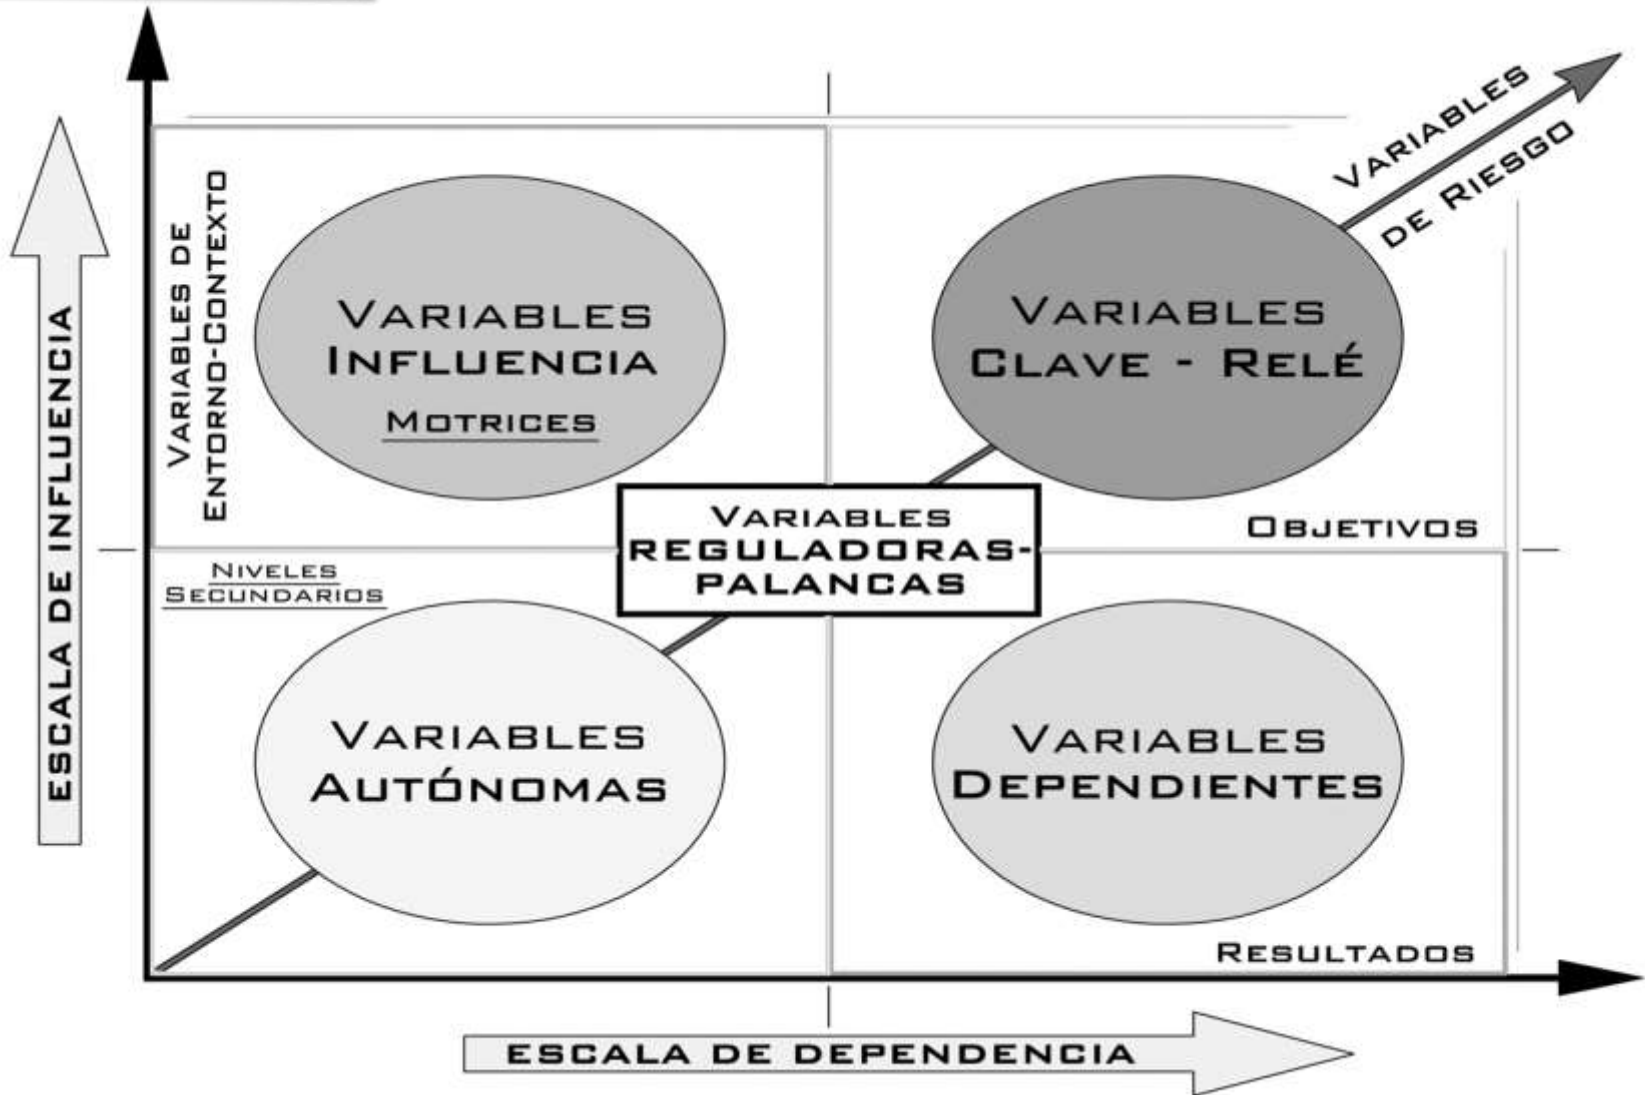 VARIABLES
DE RIESGO
ESCALA DE INFLUENCIA
VARIABLES DE
ENTORNO-CONTEXTO
VARIABLES
INFLUENCIA
MOTRICES
VARIABLES
CLAVE - RELÉ
OBJETIVOS
VARIABLES
REGULADORAS-
PALANCAS
NIVELES
SECUNDARIOS
VARIABLES
AUTÓNOMAS
VARIABLES
DEPENDIENTES
RESULTADOS
ESCALA DE DEPENDENCIA